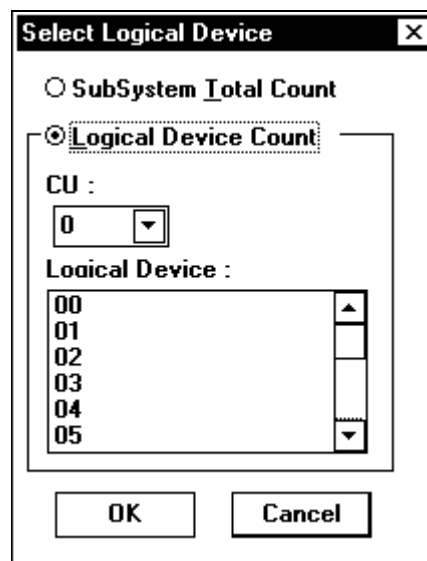 Select Logical Device
SubSystem Total Count
Logical Device Count
CU :
0
Logical Device :
00
01
02
03
04
05
OK Cancel